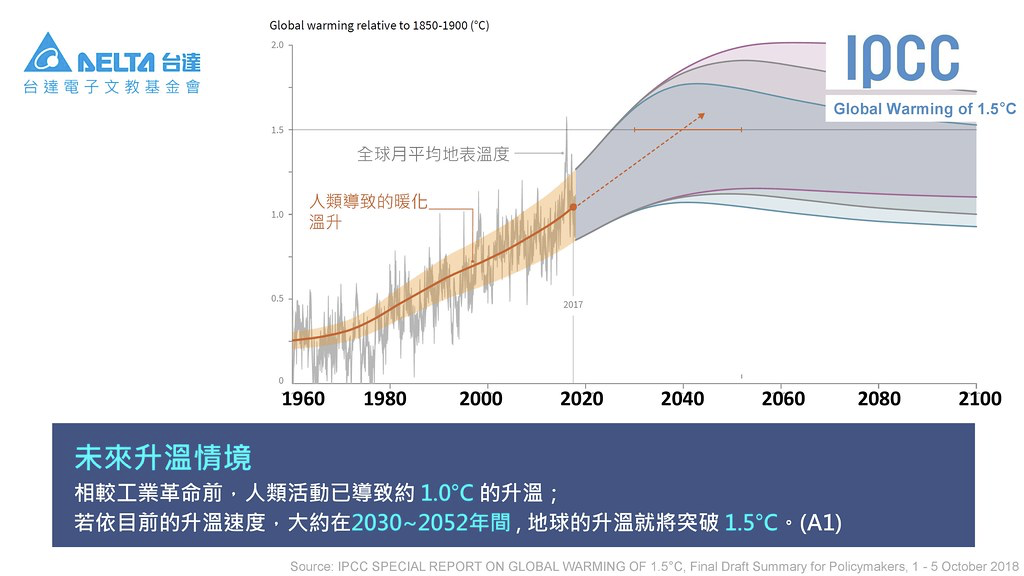 Global warming relative to 1850-1900 (°C)
DELTA 台達
台達電子文教基金會
ipcc
Global Warming of 1.5°C
2.0
1.5
全球月平均地表溫度
人類導致的暖化
溫升
1.0
0.5
2017
0
1960 1980 2000 2020 2040 2060 2080 2100
未來升溫情境
相較工業革命前，人類活動已導致約 1.0°C 的升溫；
若依目前的升溫速度，大約在2030~2052年間，地球的升溫就將突破 1.5°C。(A1)
Source: IPCC SPECIAL REPORT ON GLOBAL WARMING OF 1.5°C, Final Draft Summary for Policymakers, 1 - 5 October 2018